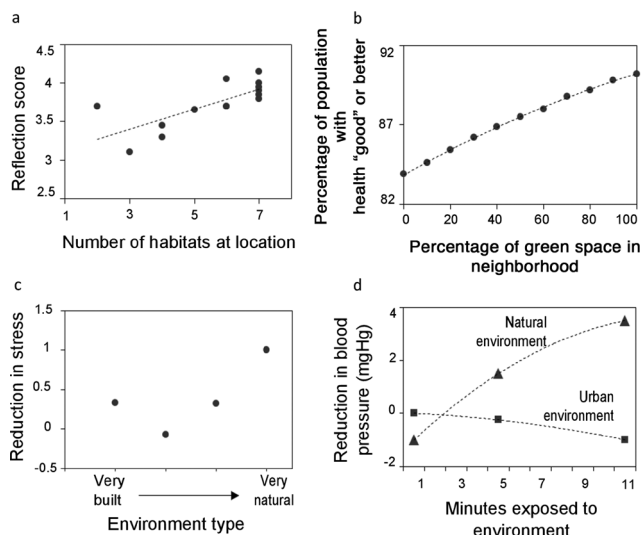 a
4.5
4
3.5
3
2.5
1 3 5 7
Reflection score
Number of habitats at location
b
92
87
82
0 20 40 60 80 100
Percentage of population
with
health "good" or better
Percentage of green space in
neighborhood
c
1.5
1
0.5
0
-0.5
Reduction in stress
Very
built
Very
natural
Environment type
d
4
2
0
-2
Natural
environment
Urban
environment
1 3 5 7 9 11
Reduction in blood
pressure (mgHg)
Minutes exposed to
environment